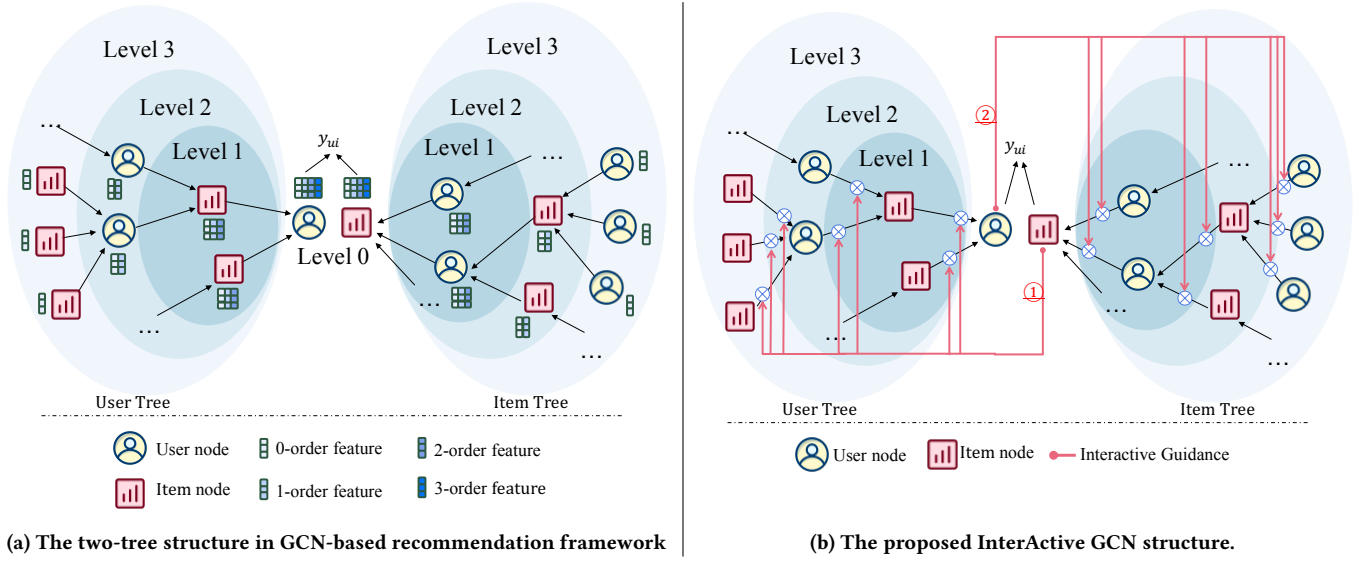 Level 3
Level 2
Level 1
...
...
y_ui
Level 0
Level 3
Level 2
Level 1
...
...
...
User Tree
Item Tree
User node
0-order feature
2-order feature
Item node
1-order feature
3-order feature
(a) The two-tree structure in GCN-based recommendation framework
Level 3
Level 2
Level 1
...
...
②
y_ui
①
...
...
...
User Tree
Item Tree
User node
Item node
Interactive Guidance
(b) The proposed InterActive GCN structure.